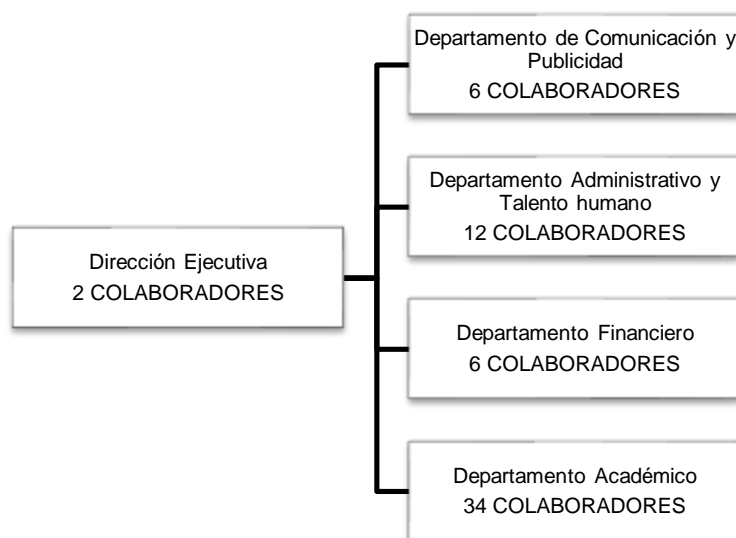 Departamento de Comunicación y
Publicidad
6 COLABORADORES
Departamento Administrativo y
Talento humano
12 COLABORADORES
Dirección Ejecutiva
2 COLABORADORES
Departamento Financiero
6 COLABORADORES
Departamento Académico
34 COLABORADORES